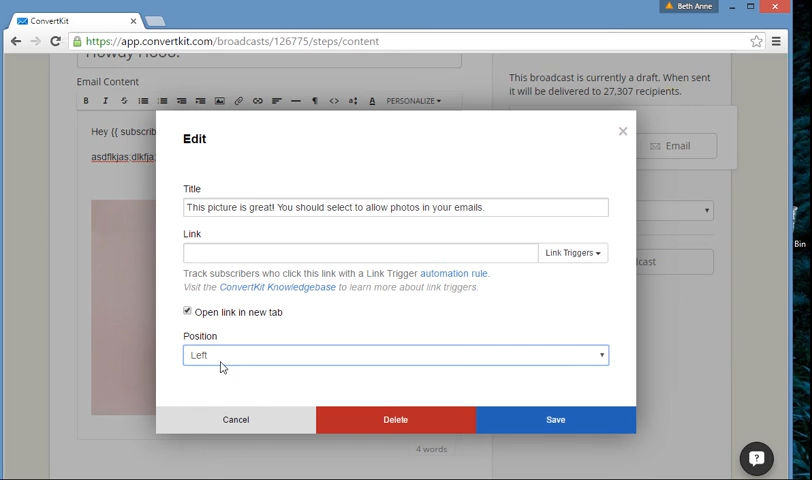 ConvertKit
Beth Anne
https://app.convertkit.com/broadcasts/126775/steps/content
Email Content
This broadcast is currently a draft. When sent
it will be delivered to 27,307 recipients.
B I S
PERSONALIZE
Hey {{ subscrib
asdflkjas;dlkfja;
Email
Bin
Edit
×
Title
This picture is great! You should select to allow photos in your emails.
Link
Link Triggers
Track subscribers who click this link with a Link Trigger automation rule.
Visit the ConvertKit Knowledgebase to learn more about link triggers.
Open link in new tab
Position
Left
dcast
Cancel
Delete
Save
4 words